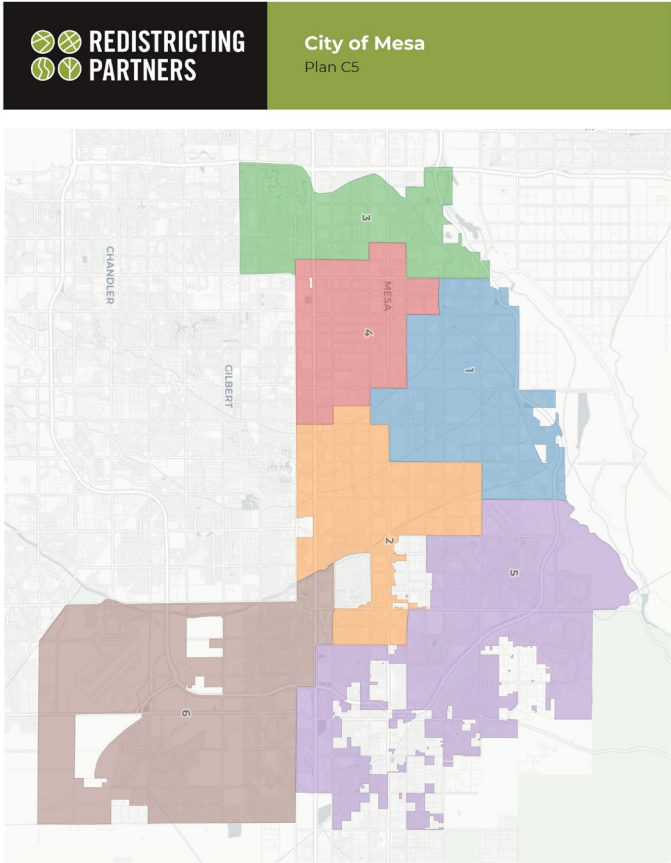 REDISTRICTING
PARTNERS
City of Mesa
Plan C5
3
CHANDLER
MESA
4
1
GILBERT
2
5
6